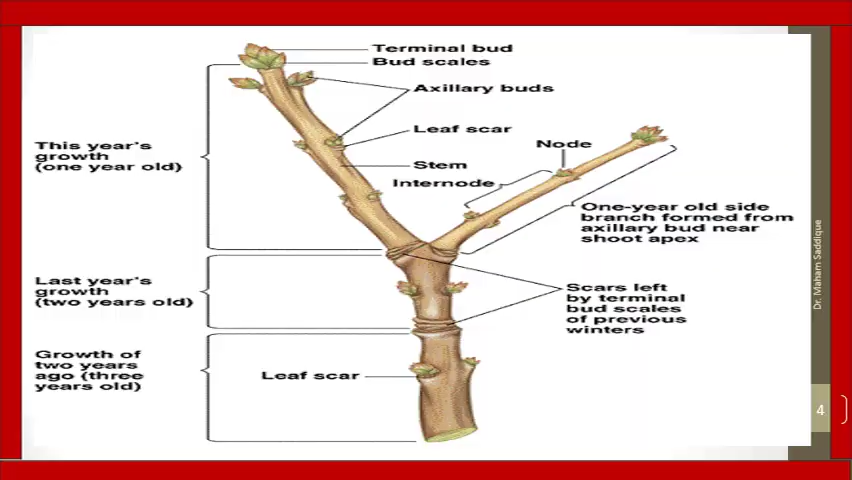 Terminal bud
Bud scales
Axillary buds
Leaf scar
Node
This year's
growth
(one year old)
Stem
Internode
One-year old side
branch formed from
axillary bud near
shoot apex
Last year's
growth
(two years old)
Scars left
by terminal
bud scales
of previous
winters
Growth of
two years
ago (three
years old)
Leaf scar
Dr. Maham Saddique
4